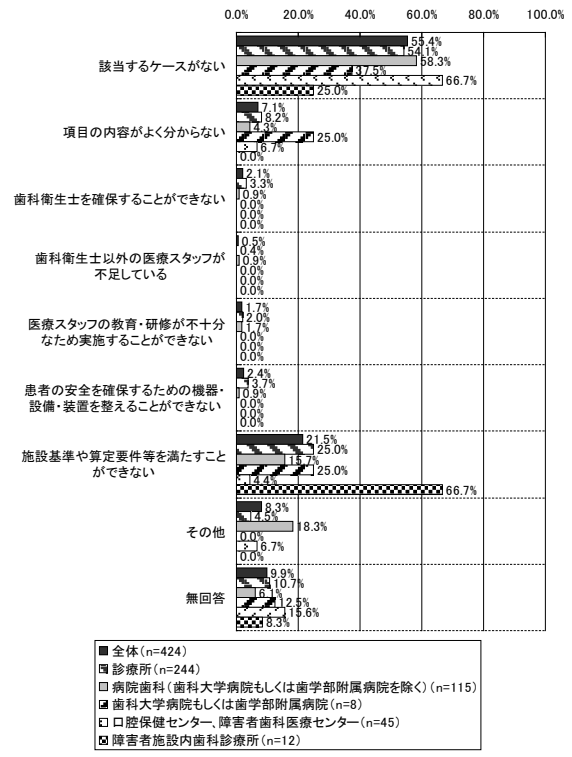 0.0% 20.0% 40.0% 60.0% 80.0% 100.0%
該当するケースがない
55.4%
54.1%
58.3%
37.5%
66.7%
25.0%
項目の内容がよく分からない
7.1%
8.2%
4.3%
25.0%
6.7%
0.0%
歯科衛生士を確保することができない
2.1%
3.3%
0.9%
0.0%
0.0%
0.0%
歯科衛生士以外の医療スタッフが
不足している
0.5%
0.4%
0.9%
0.0%
0.0%
0.0%
医療スタッフの教育・研修が不十分
なため実施することができない
1.7%
2.0%
1.7%
0.0%
0.0%
0.0%
患者の安全を確保するための機器・
設備・装置を整えることができない
2.4%
3.7%
0.9%
0.0%
0.0%
0.0%
施設基準や算定要件等を満たすこと
ができない
21.5%
25.0%
15.7%
25.0%
4.4%
66.7%
その他
8.3%
4.5%
18.3%
0.0%
6.7%
0.0%
無回答
9.9%
10.7%
6.1%
12.5%
15.6%
8.3%
全体(n=424)
診療所(n=244)
病院歯科(歯科大学病院もしくは歯学部附属病院を除く)(n=115)
歯科大学病院もしくは歯学部附属病院(n=8)
口腔保健センター、障害者歯科医療センター(n=45)
障害者施設内歯科診療所(n=12)